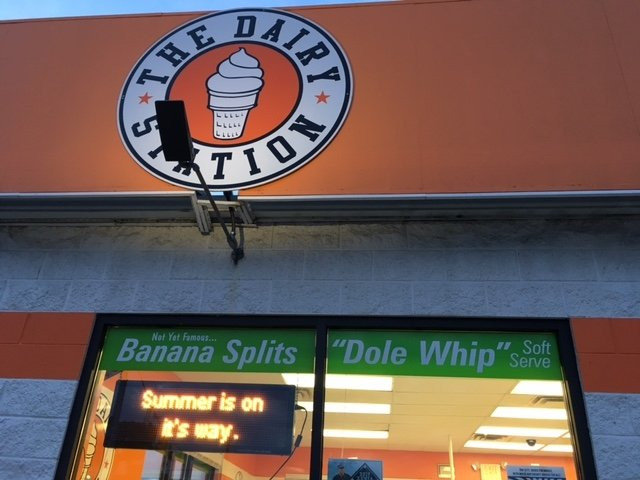 THE DAIRY
STATION
Not Yet Famous...
Banana Splits
"Dole Whip" Soft
Serve
Summer is on
it's way.